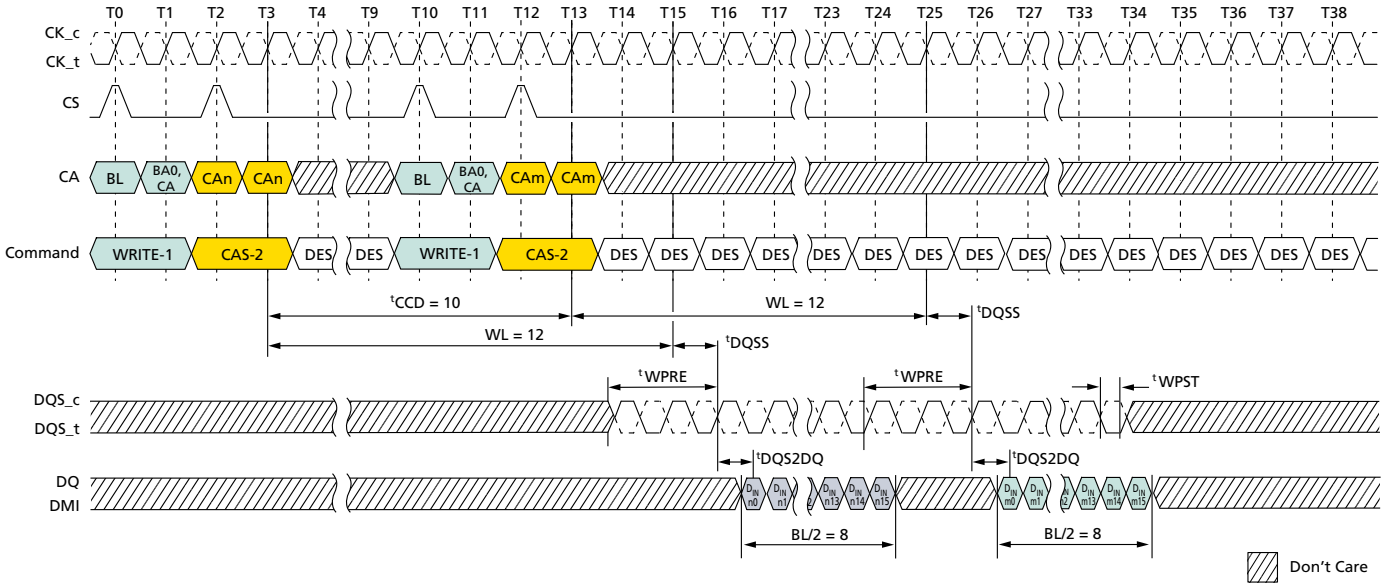 T0 T1 T2 T3 T4 T9 T10 T11 T12 T13 T14 T15 T16 T17 T23 T24 T25 T26 T27 T33 T34 T35 T36 T37 T38
CK_c
CK_t
CS
CA BL BA0, CA CAn CAn BL BA0, CA CAm CAm
Command WRITE-1 CAS-2 DES DES WRITE-1 CAS-2 DES DES DES DES DES DES DES DES DES DES DES DES DES DES DES
tCCD = 10 WL = 12 tDQSS
WL = 12 tDQSS
tWPRE tWPRE tWPST
DQS_c
DQS_t
tDQS2DQ tDQS2DQ
DQ
DMI
DIN n0 DIN n1 DIN n13 DIN n14 DIN n15 DIN m0 DIN m1 DIN m13 DIN m14 DIN m15
BL/2 = 8 BL/2 = 8
Don't Care